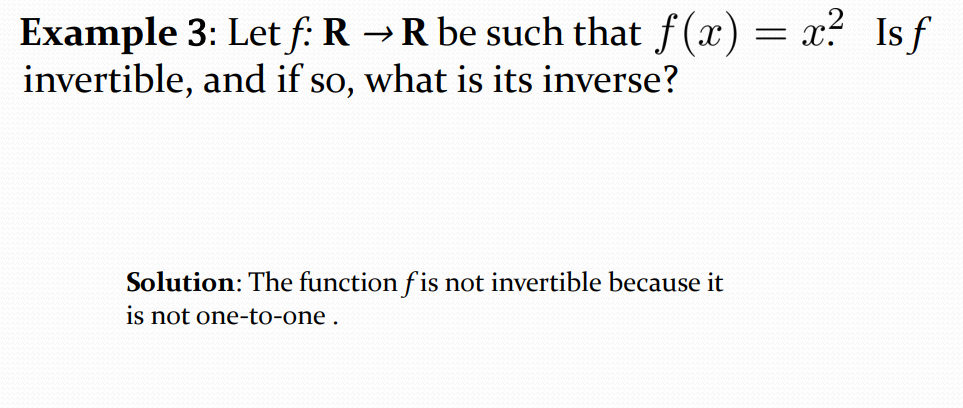 Example 3: Let f: R → R be such that f(x) = x². Is f
invertible, and if so, what is its inverse?
Solution: The function f is not invertible because it
is not one-to-one .